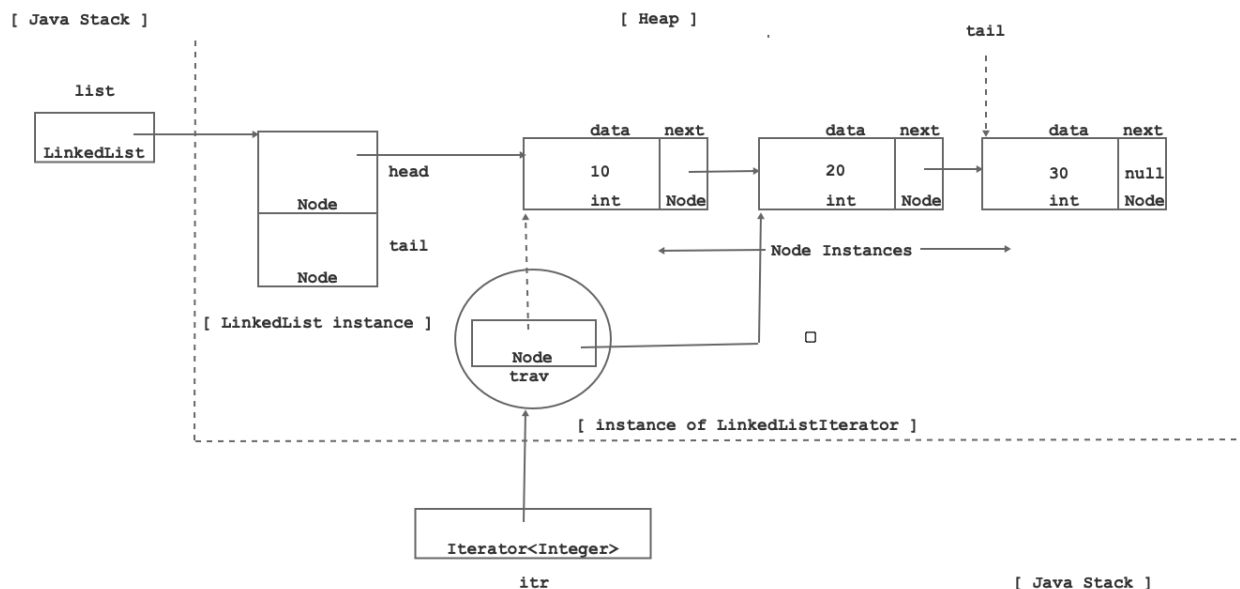 [ Java Stack ]
[ Heap ]
tail
list
LinkedList
data next
data next
data next
head
10
20
30 null
Node
int Node
int Node
int Node
tail
Node Instances
Node
[ LinkedList instance ]
Node
trav
[ instance of LinkedListIterator ]
Iterator<Integer>
itr
[ Java Stack ]